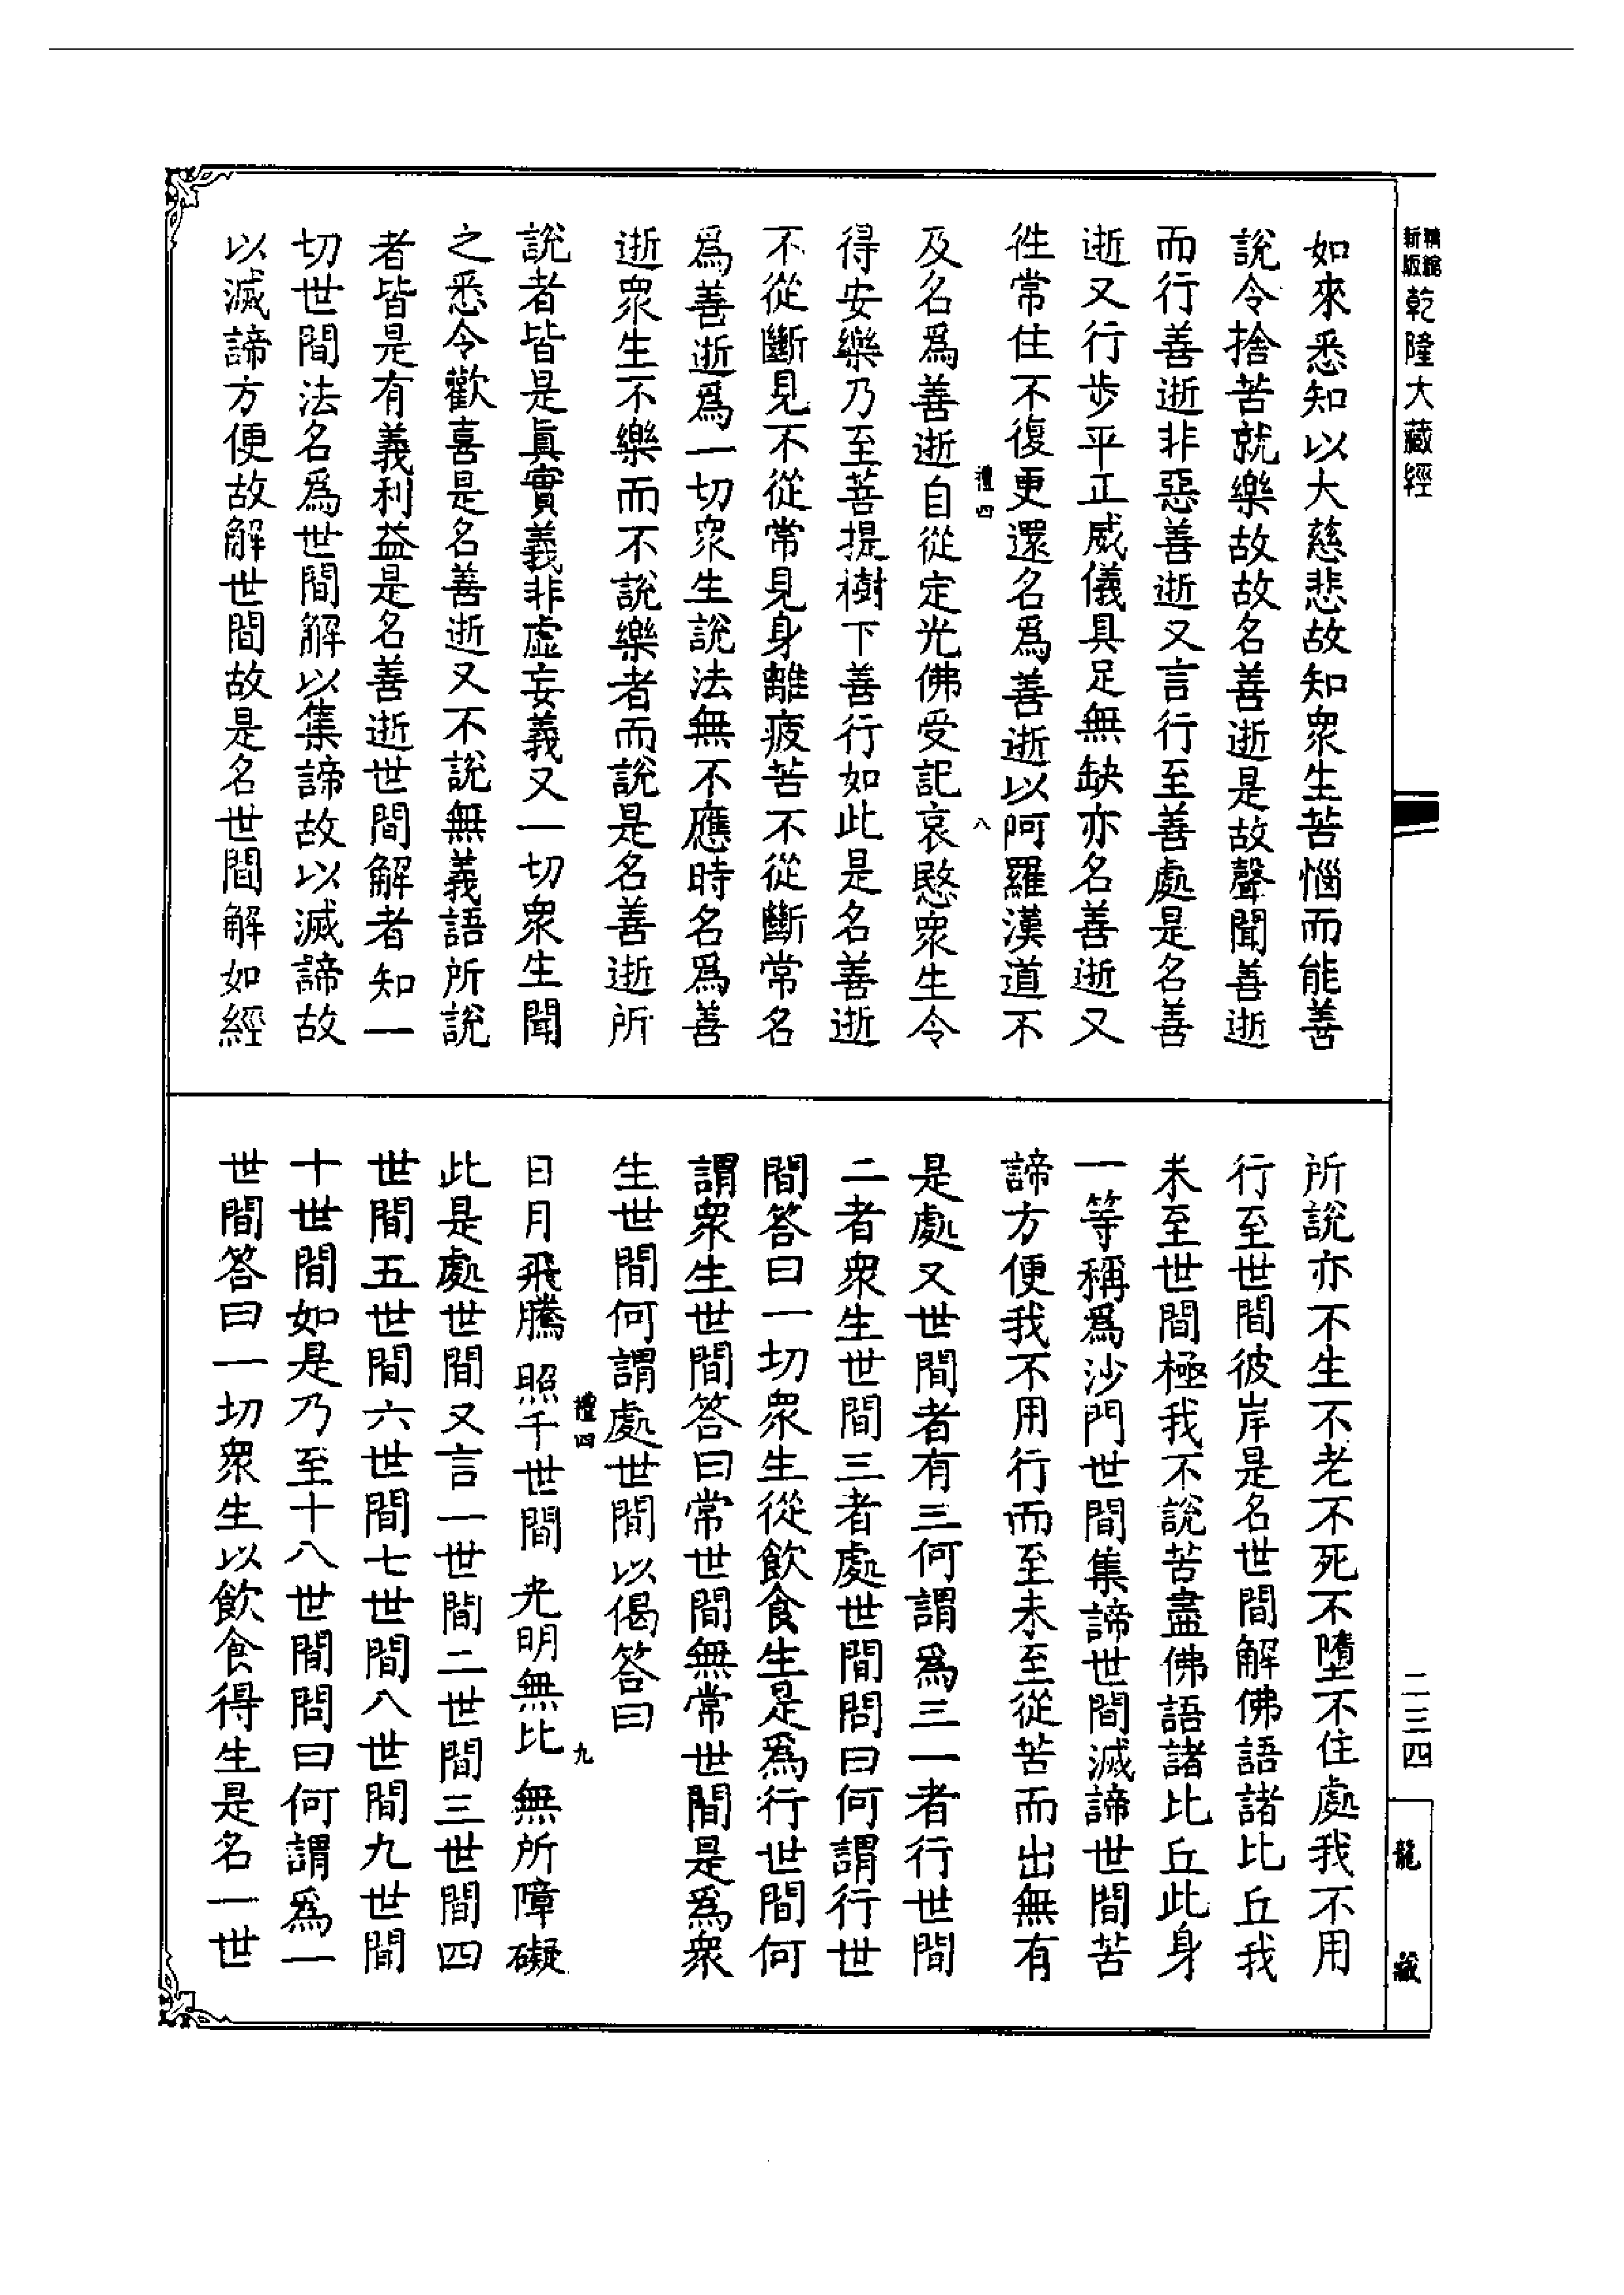 新版精縮乾隆大藏經
如來悉知以大慈悲故知衆生苦惱而能善
說令捨苦就樂故故名善逝是故聲聞善逝
而行善逝非惡善逝又言行至善處是名善
逝又行步平正威儀具足無缺亦名善逝又
徃常住不復更還名爲善逝以阿羅漢道不
禮四
八
及名爲善逝自從定光佛受記哀愍衆生令
得安樂乃至菩提樹下善行如此是名善逝
不從斷見不從常見身離疲苦不從斷常名
爲善逝爲一切衆生說法無不應時名爲善
逝衆生不樂而不說樂者而說是名善逝所
說者皆是眞實義非虛妄義又一切衆生聞
之悉令歡喜是名善逝又不說無義語所說
者皆是有義利益是名善逝世間解者知一
切世間法名爲世間解以集諦故以滅諦故
以滅諦方便故解世間故是名世間解如經
所說亦不生不老不死不墮不住處我不用
行至世間彼岸是名世間解佛語諸比丘我
未至世間極我不說苦盡佛語諸比丘此身
一等稱爲沙門世間集諦世間滅諦世間苦
諦方便我不用行而至未至從苦而出無有
是處又世間者有三何謂爲三一者行世間
二者衆生世間三者處世間問曰何謂行世
間答曰一切衆生從飲食生是爲行世間何
謂衆生世間答曰常世間無常世間是爲衆
生世間何謂處世間以偈答曰
禮四
九
日月飛騰 照千世間 光明無比 無所障礙
此是處世間又言一世間二世間三世間四
世間五世間六世間七世間八世間九世間
十世間如是乃至十八世間問曰何謂爲一
世間答曰一切衆生以飲食得生是名一世
二三四
龍藏